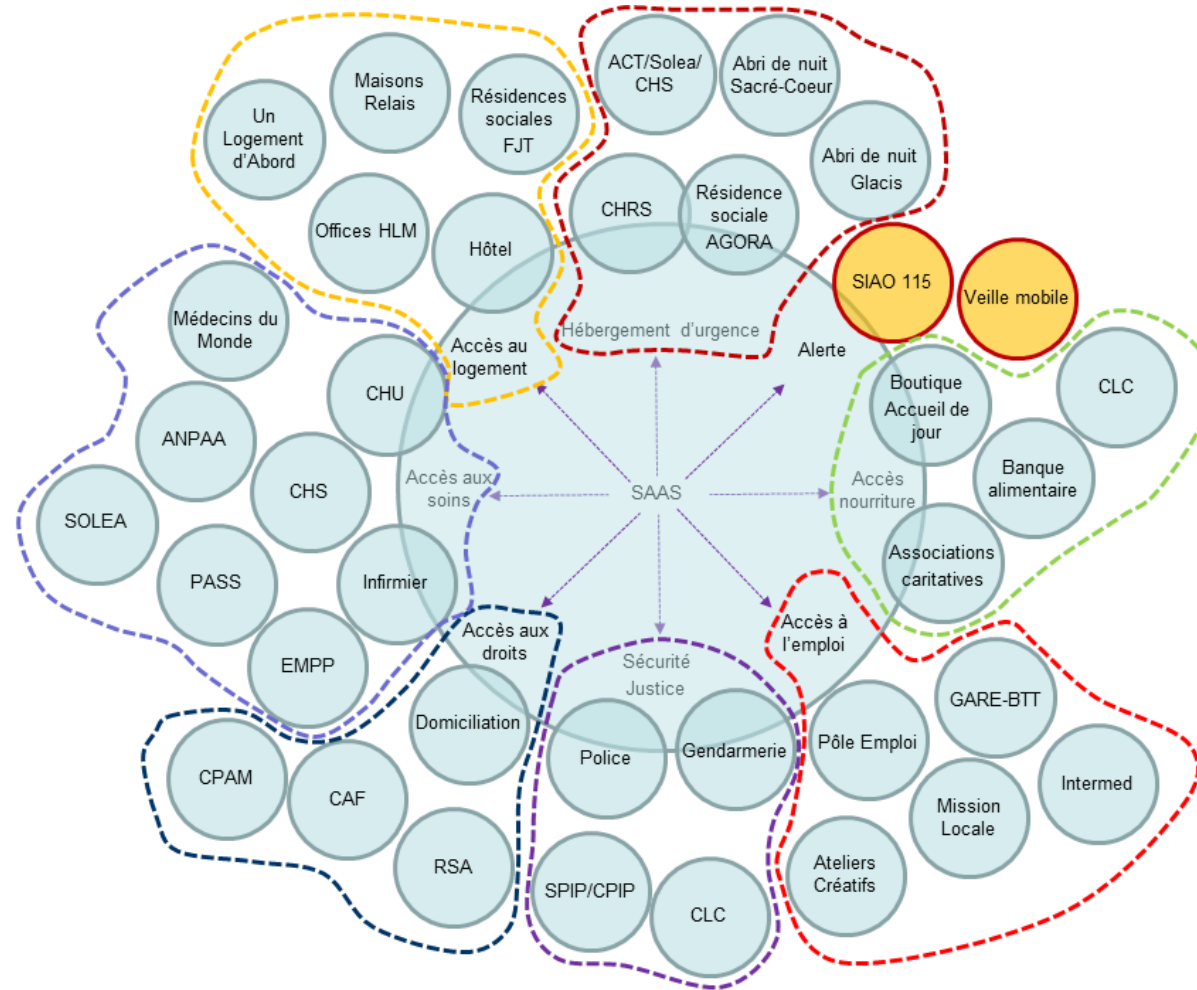 ACT/Solea/
CHS
Abri de nuit
Sacré-Coeur
Maisons
Relais
Résidences
sociales
FJT
Un
Logement
d'Abord
Abri de nuit
Glacis
CHRS
Résidence
sociale
AGORA
Offices HLM
Hôtel
SIAO 115
Veille mobile
Médecins du
Monde
Hébergement d'urgence
Accès au
logement
Alerte
CHU
Boutique
Accueil de
jour
CLC
ANPAA
CHS
Banque
alimentaire
Accès aux
soins
SAAS
Accès
nourriture
SOLEA
PASS
Infirmier
Associations
caritatives
EMPP
Accès aux
droits
Accès à
l'emploi
Sécurité
Justice
Domiciliation
GARE-BTT
Police
Gendarmerie
Pôle Emploi
CPAM
CAF
Intermed
Mission
Locale
RSA
Ateliers
Créatifs
SPIP/CPIP
CLC